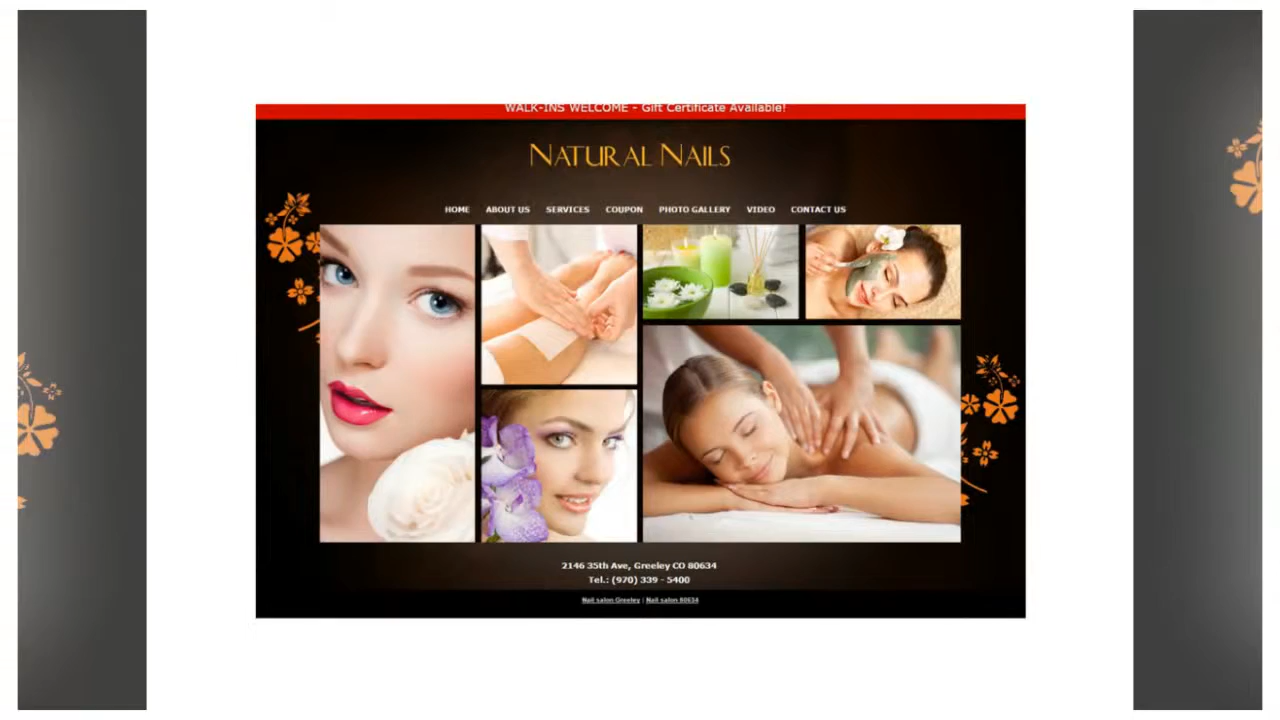 WALK-INS WELCOME - Gift Certificate Available!
NATURAL NAILS
HOME ABOUT US SERVICES COUPON PHOTO GALLERY VIDEO CONTACT US
2146 35th Ave, Greeley CO 80634
Tel.: (970) 339 - 5400
Nail salon Greeley | Nail salon 80634